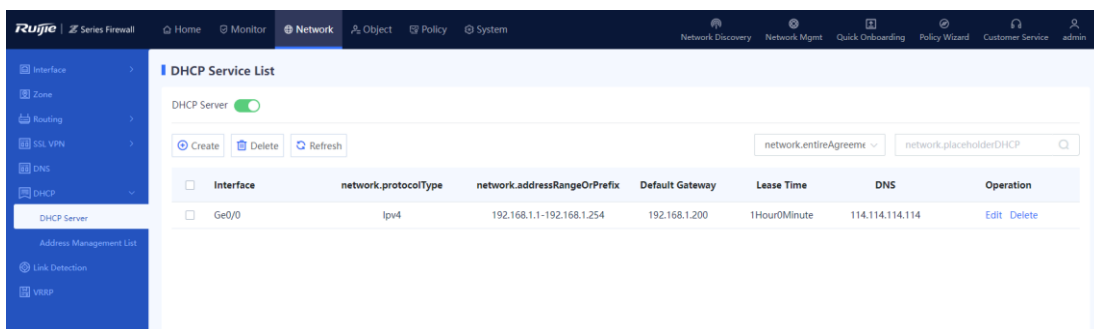 Ruijie | Z Series Firewall Home Monitor Network Object Policy System Network Discovery Network Mgmt Quick Onboarding Policy Wizard Customer Service admin
Interface
Zone
Routing
SSL VPN
DNS
DHCP
DHCP Server
Address Management List
Link Detection
VRRP
DHCP Service List
DHCP Server
Create Delete Refresh network.entireAgreeme network.placeholderDHCP
Interface network.protocolType network.addressRangeOrPrefix Default Gateway Lease Time DNS Operation
Ge0/0 Ipv4 192.168.1.1-192.168.1.254 192.168.1.200 1Hour0Minute 114.114.114.114 Edit Delete